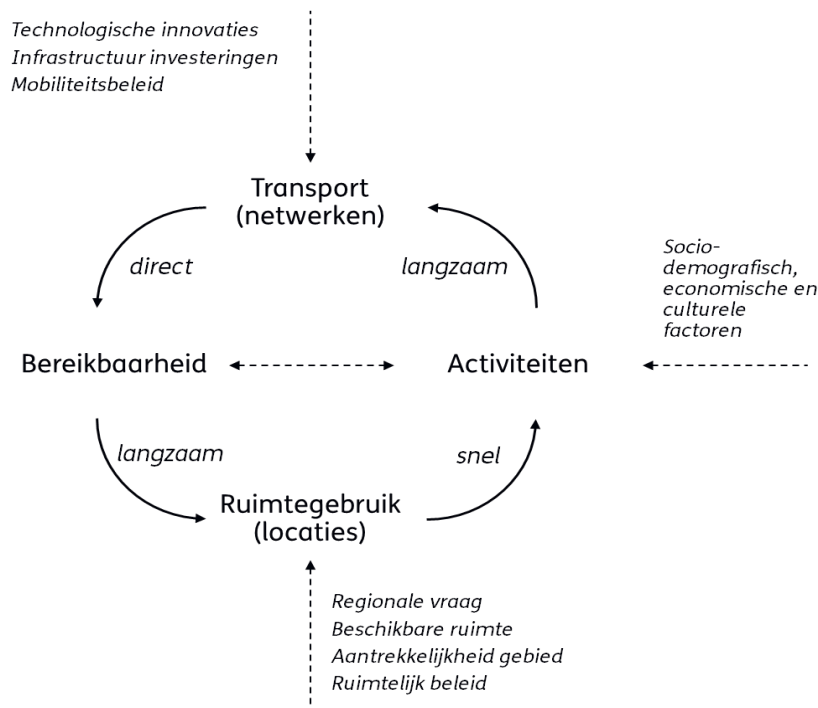 Technologische innovaties
Infrastructuur investeringen
Mobiliteitsbeleid
Transport
(netwerken)
direct
langzaam
Socio-
demografisch,
economische en
culturele
factoren
Bereikbaarheid
Activiteiten
langzaam
snel
Ruimtegebruik
(locaties)
Regionale vraag
Beschikbare ruimte
Aantrekkelijkheid gebied
Ruimtelijk beleid